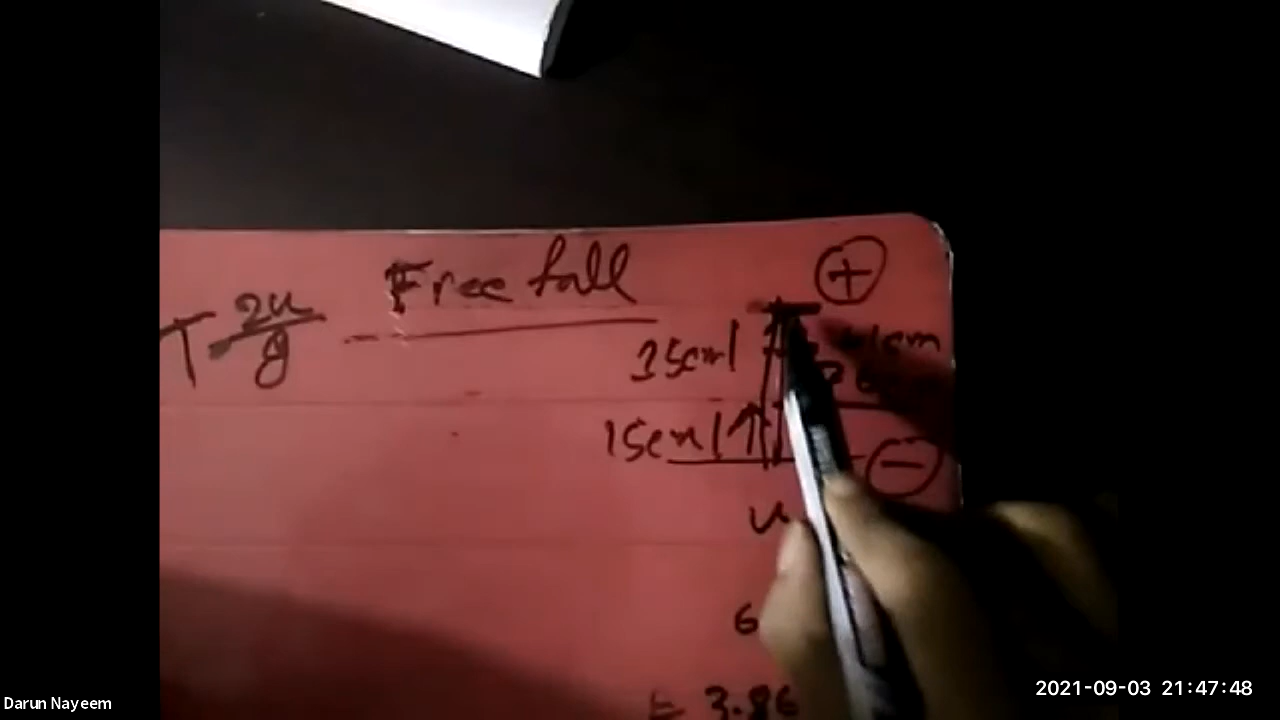 Free fall
T = 2u/g
35cm
15cm
u
6
= 3.86
Darun Nayeem
2021-09-03 21:47:48